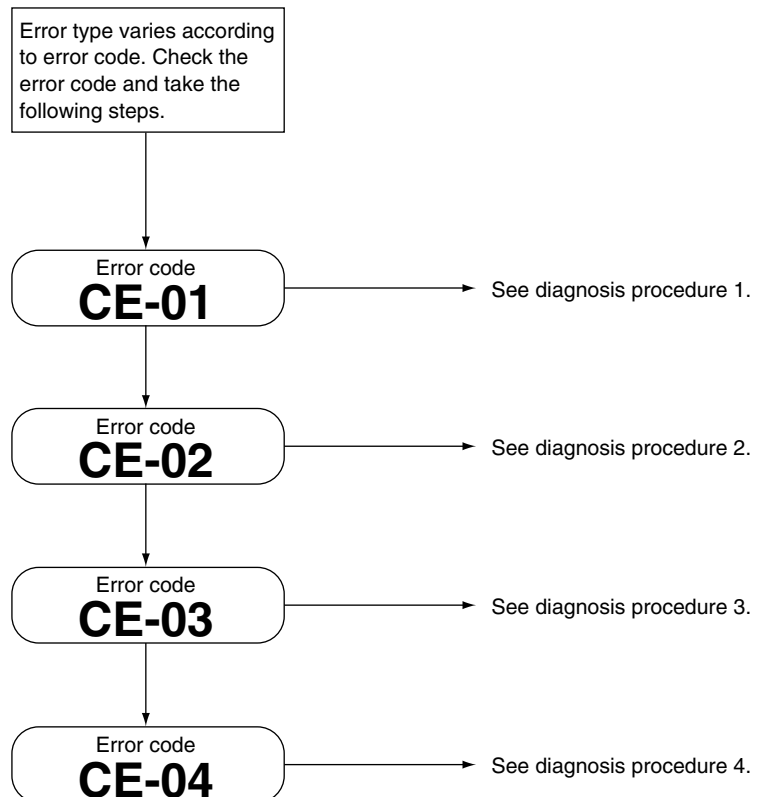 Error type varies according
to error code. Check the
error code and take the
following steps.
Error code
CE-01
See diagnosis procedure 1.
Error code
CE-02
See diagnosis procedure 2.
Error code
CE-03
See diagnosis procedure 3.
Error code
CE-04
See diagnosis procedure 4.